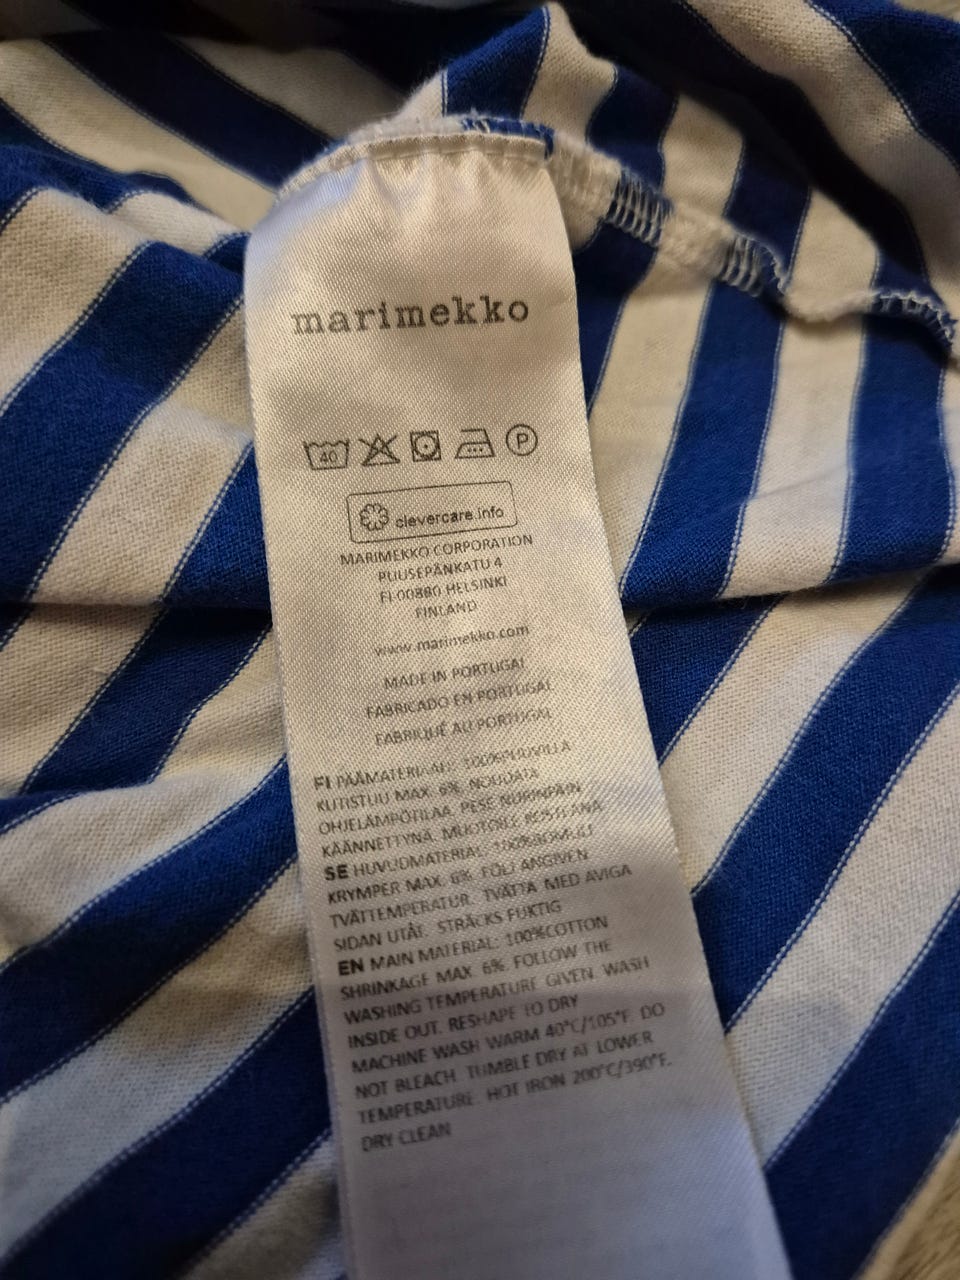 marimekko
40 P
clevercare.info
MARIMEKKO CORPORATION
PUUSEPÄNKATU 4
FI-00880 HELSINKI
FINLAND
www.marimekko.com
MADE IN PORTUGAL
FABRICADO EN PORTUGAL
FABRIQUÉ AU PORTUGAL
FI PÄÄMATERIAALI: 100%PUUVILLA
KUTISTUU MAX. 6%. NOUDATA
OHJELÄMPÖTILAA. PESE NURINPÄIN
KÄÄNNETTYNÄ. MUOTOILE KOSTEANA
SE HUVUDMATERIAL: 100%BOMULL
KRYMPER MAX. 6%. FÖLJ ANGIVEN
TVÄTTEMPERATUR. TVÄTTA MED AVIGA
SIDAN UTÅT. STRÄCKS FUKTIG
EN MAIN MATERIAL: 100%COTTON
SHRINKAGE MAX. 6%. FOLLOW THE
WASHING TEMPERATURE GIVEN. WASH
INSIDE OUT. RESHAPE TO DRY
MACHINE WASH WARM 40°C/105°F. DO
NOT BLEACH. TUMBLE DRY AT LOWER
TEMPERATURE. HOT IRON 200°C/390°F.
DRY CLEAN